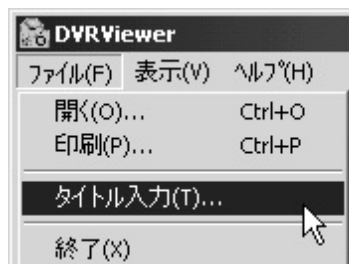 DVRViewer
ファイル(F) 表示(V) ヘルプ(H)
開く(O)... Ctrl+O
印刷(P)... Ctrl+P
タイトル入力(T)...
終了(X)